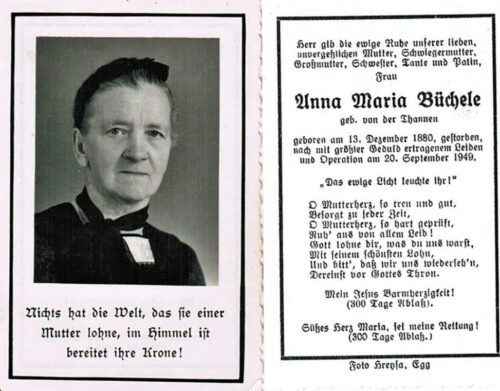 Nichts hat die Welt, das sie einer
Mutter lohne, im Himmel ist
bereitet ihre Krone!
Herr gib die ewige Ruhe unserer lieben,
unvergeßlichen Mutter, Schwiegermutter,
Großmutter, Schwester, Tante und Patin,
Frau
Anna Maria Büchele
geb. von der Thannen
geboren am 13. Dezember 1880, gestorben,
nach mit größter Geduld ertragenem Leiden
und Operation am 20. September 1949.
„Das ewige Licht leuchte ihr!"
O Mutterherz, so treu und gut,
Besorgt zu jeder Zeit,
O Mutterherz, so hart geprüft,
Ruh' aus von allem Leid!
Gott lohne dir, was du uns warst,
Mit seinem schönsten Lohn,
Und bitt', daß wir uns wiederseh'n,
Dereinst vor Gottes Thron.
Mein Jesus Barmherzigkeit!
(300 Tage Ablaß).
Süßes Herz Maria, sei meine Rettung!
(300 Tage Ablaß.)
Foto Hreysa, Egg